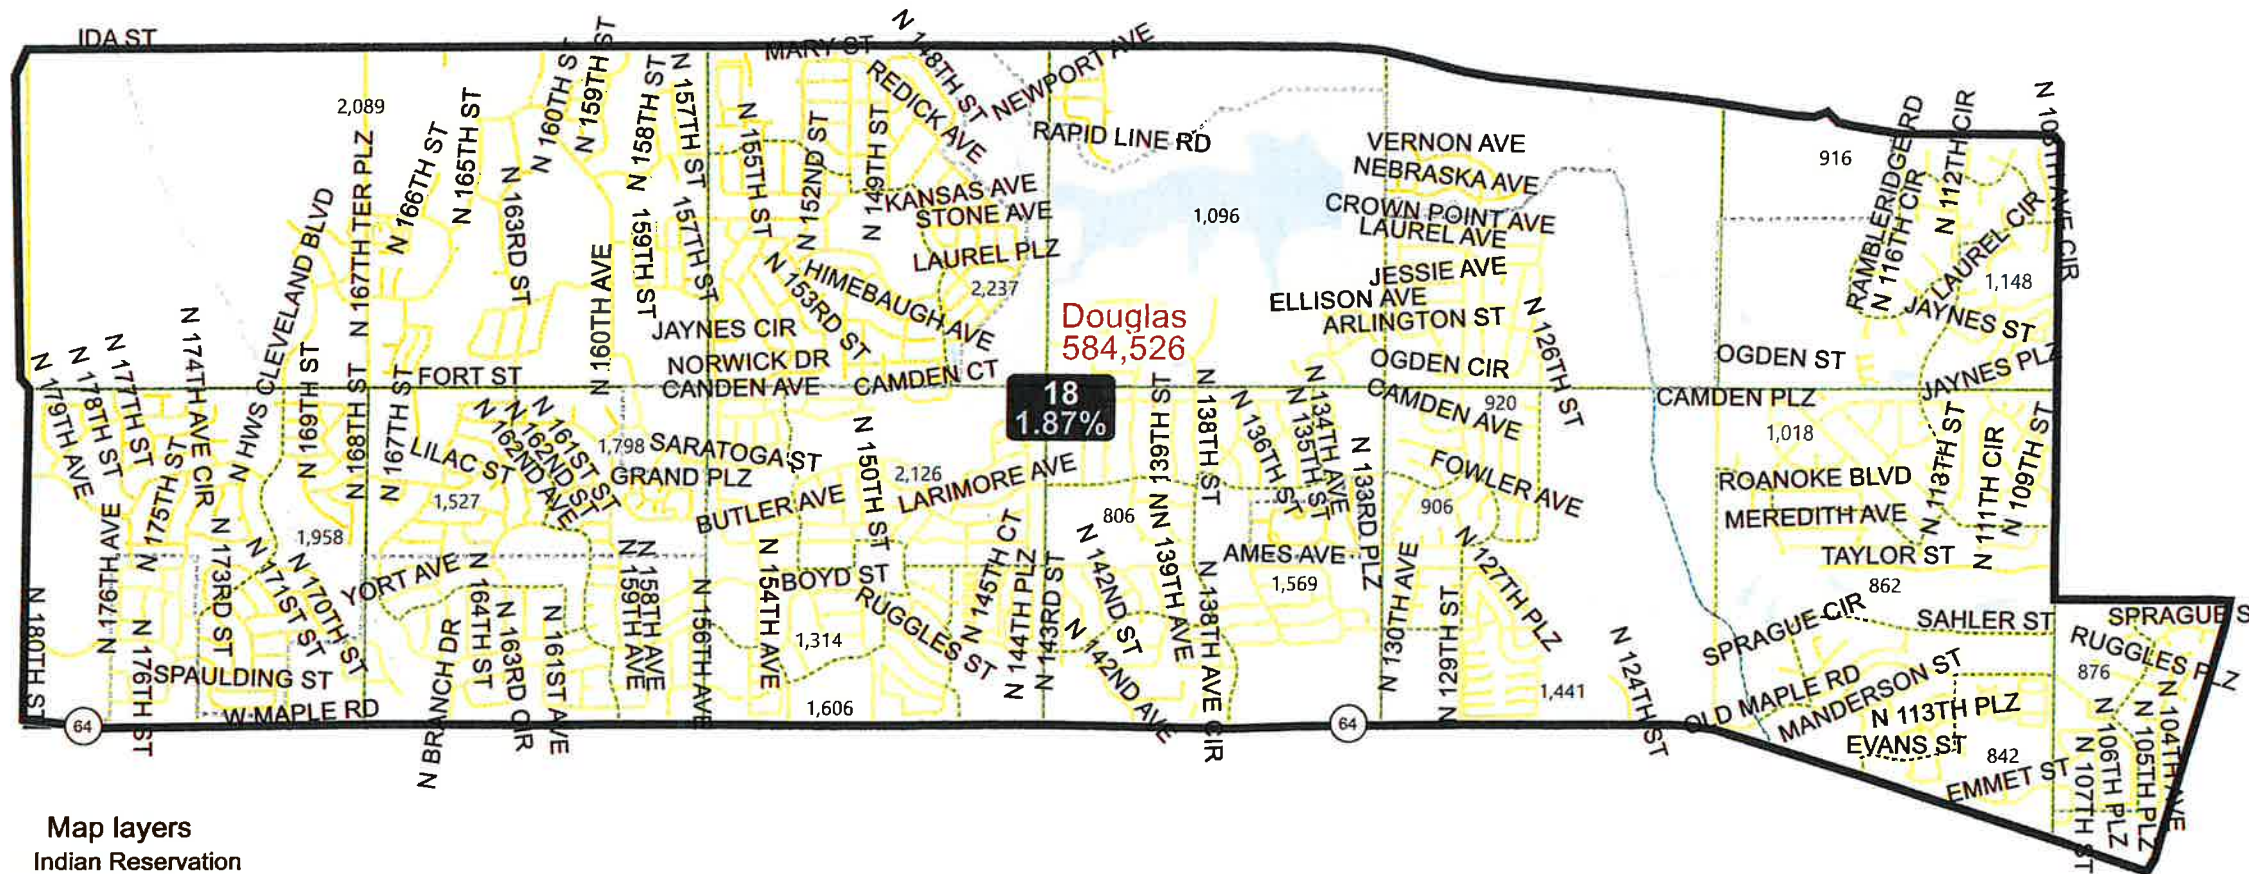 IDA ST
MARY ST
N 148TH ST
NEWPORT AVE
REDICK AVE
RAPID LINE RD
2,089
N 160TH ST
N 159TH ST
N 158TH ST
N 157TH ST
N 155TH ST
N 152ND ST
N 149TH ST
N 165TH ST
N 166TH ST
N 163RD ST
N 167TH TER PLZ
N HWS CLEVELAND BLVD
N 160TH AVE
159TH ST
157TH ST
KANSAS AVE
STONE AVE
LAUREL PLZ
HIMEBAUGH AVE
N 153RD ST
2,237
1,096
VERNON AVE
NEBRASKA AVE
CROWN POINT AVE
LAUREL AVE
JESSIE AVE
ELLISON AVE
ARLINGTON ST
OGDEN CIR
N 126TH ST
916
RAMBLERIDGE RD
N 116TH CIR
N 112TH CIR
LAUREL CIR
1,148
JAYNES ST
JAYNES PLZ
OGDEN ST
CAMDEN PLZ
Douglas
584,526
18
1.87%
JAYNES CIR
NORWICK DR
CANDEN AVE
CAMDEN CT
FORT ST
N 179TH AVE
N 178TH ST
N 177TH ST
N 175TH ST
N 174TH AVE CIR
N 169TH ST
N 168TH ST
N 167TH ST
LILAC ST
N 162ND AVE
N 162ND ST
N 161ST ST
1,798
SARATOGA ST
GRAND PLZ
BUTLER AVE
N 150TH ST
2,126
LARIMORE AVE
N 139TH ST
N 138TH ST
N 136TH ST
N 135TH ST
N 134TH AVE
N 133RD PLZ
CAMDEN AVE
920
FOWLER AVE
906
1,018
ROANOKE BLVD
MEREDITH AVE
TAYLOR ST
862
N 113TH ST
N 111TH CIR
N 109TH ST
1,527
1,958
806
AMES AVE
1,569
N 176TH AVE
N 173RD ST
N 171ST ST
N 170TH ST
YORT AVE
N 164TH ST
N 163RD CIR
N 161ST AVE
N 159TH AVE
N 158TH AVE
N 156TH AVE
N 154TH AVE
BOYD ST
RUGGLES ST
1,314
1,606
N 145TH CT
N 144TH PLZ
N 143RD ST
N 142ND ST
N 142ND AVE
N 139TH AVE
N 138TH AVE CIR
N 130TH AVE
N 129TH ST
N 127TH PLZ
1,441
N 124TH ST
SPRAGUE CIR
SAHLER ST
SPRAGUE S
RUGGLES PLZ
876
OLD MAPLE RD
MANDERSON ST
N 113TH PLZ
EVANS ST
842
EMMET ST
N 107TH ST
N 106TH PLZ
N 105TH PLZ
N 104TH AVE
N 180TH ST
N 176TH ST
SPAULDING ST
W MAPLE RD
N BRANCH DR
64
64
Map layers
Indian Reservation